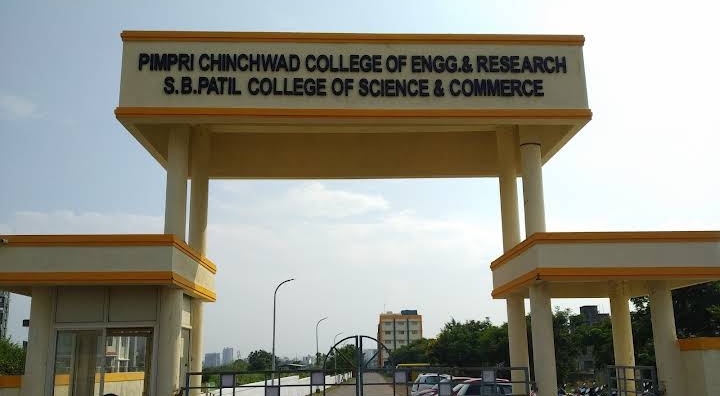 PIMPRI CHINCHWAD COLLEGE OF ENGG.& RESEARCH
S.B.PATIL COLLEGE OF SCIENCE & COMMERCE